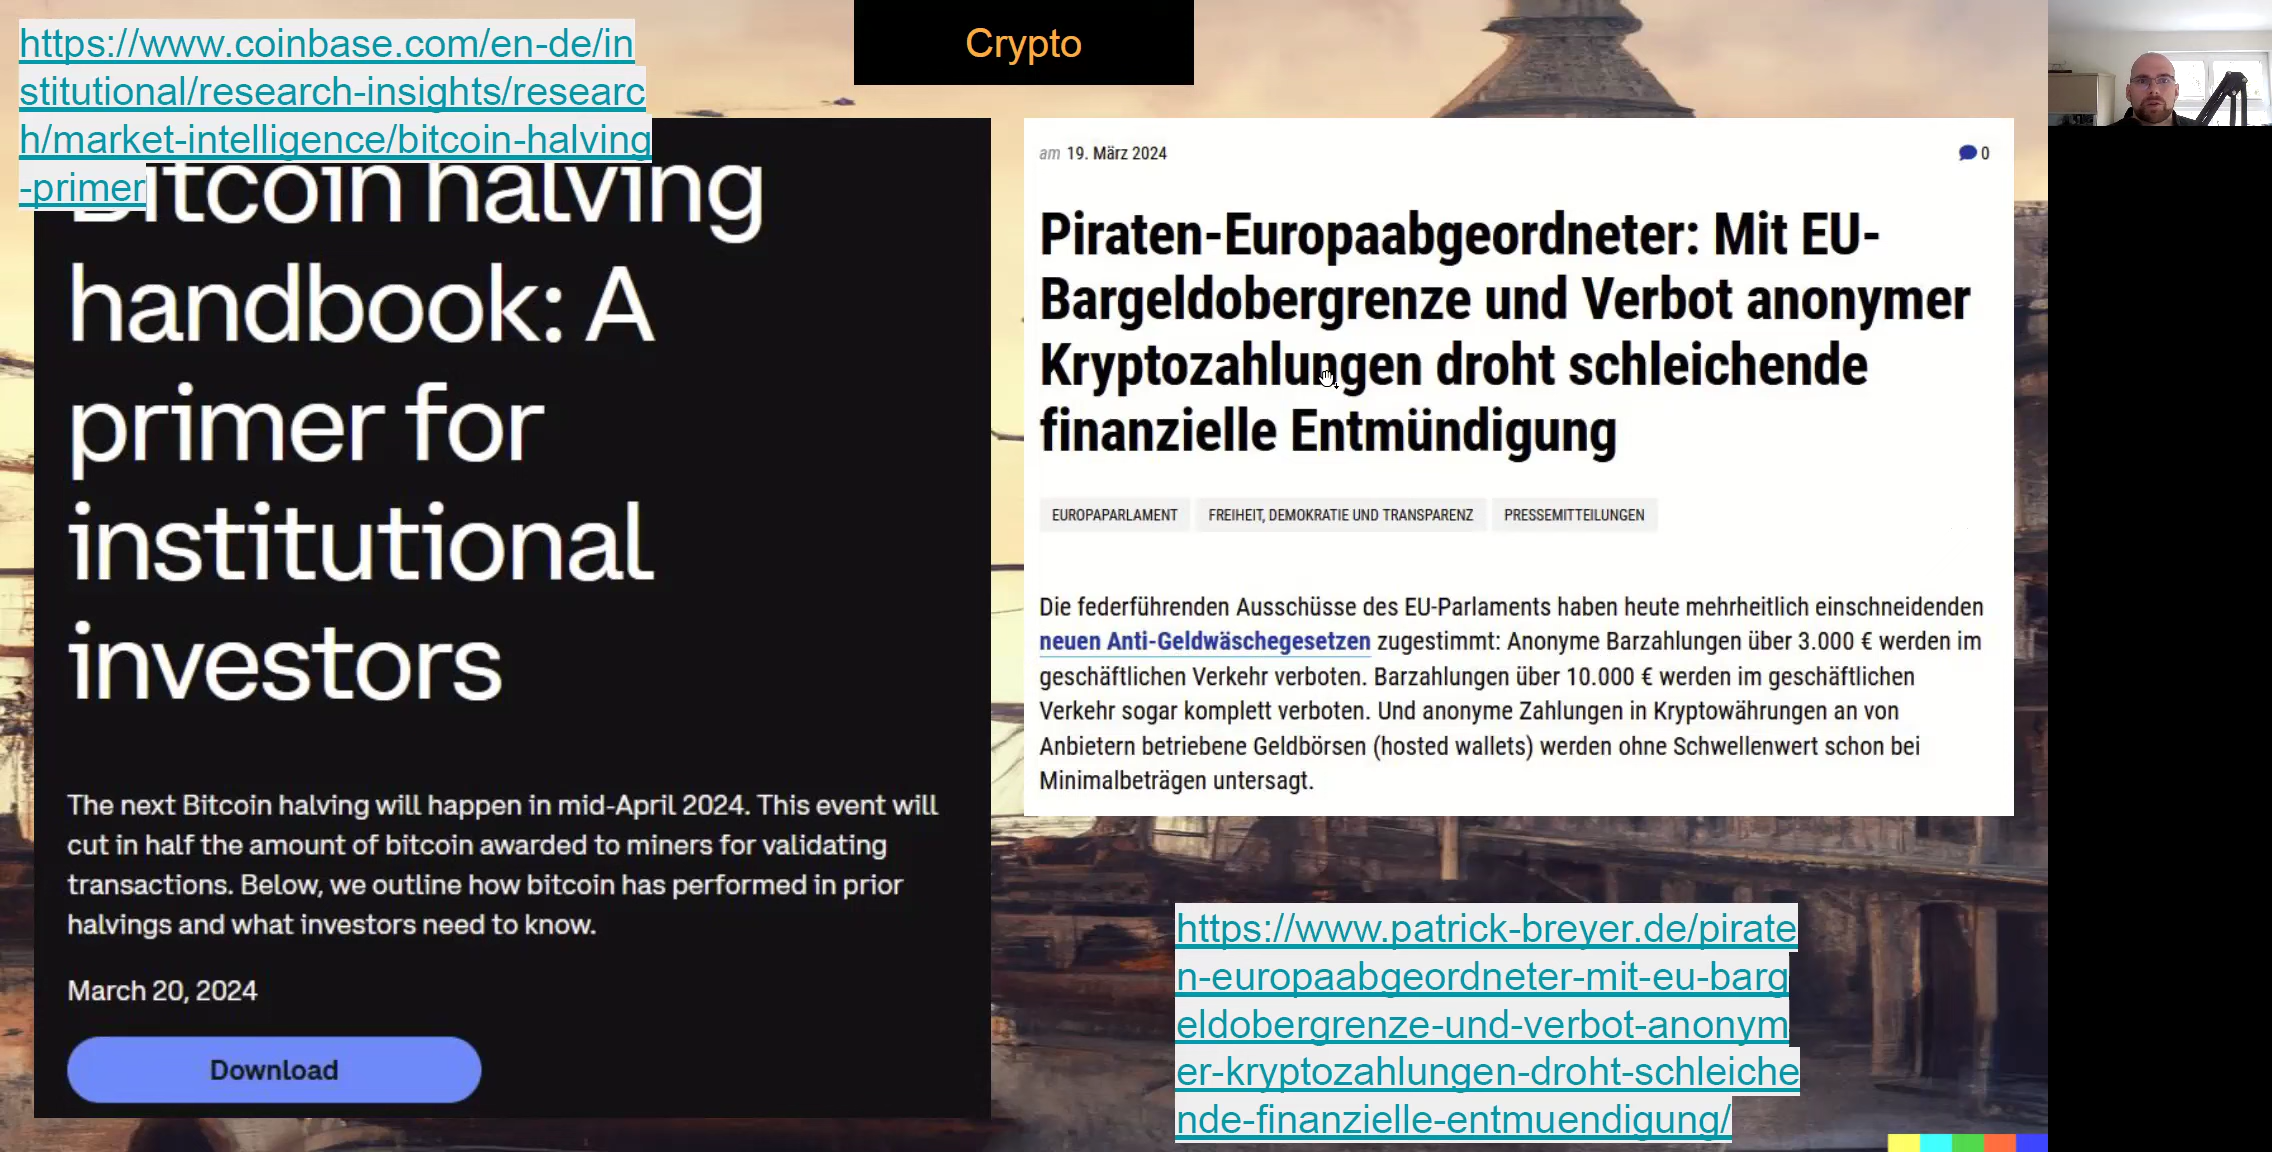 https://www.coinbase.com/en-de/in
stitutional/research-insights/researc
h/market-intelligence/bitcoin-halving
-primer
Crypto
Bitcoin halving
handbook: A
primer for
institutional
investors
The next Bitcoin halving will happen in mid-April 2024. This event will
cut in half the amount of bitcoin awarded to miners for validating
transactions. Below, we outline how bitcoin has performed in prior
halvings and what investors need to know.
March 20, 2024
Download
am 19. März 2024
0
Piraten-Europaabgeordneter: Mit EU-
Bargeldobergrenze und Verbot anonymer
Kryptozahlungen droht schleichende
finanzielle Entmündigung
EUROPAPARLAMENT
FREIHEIT, DEMOKRATIE UND TRANSPARENZ
PRESSEMITTEILUNGEN
Die federführenden Ausschüsse des EU-Parlaments haben heute mehrheitlich einschneidenden
neuen Anti-Geldwäschegesetzen zugestimmt: Anonyme Barzahlungen über 3.000 € werden im
geschäftlichen Verkehr verboten. Barzahlungen über 10.000 € werden im geschäftlichen
Verkehr sogar komplett verboten. Und anonyme Zahlungen in Kryptowährungen an von
Anbietern betriebene Geldbörsen (hosted wallets) werden ohne Schwellenwert schon bei
Minimalbeträgen untersagt.
https://www.patrick-breyer.de/pirate
n-europaabgeordneter-mit-eu-barg
eldobergrenze-und-verbot-anonym
er-kryptozahlungen-droht-schleiche
nde-finanzielle-entmuendigung/